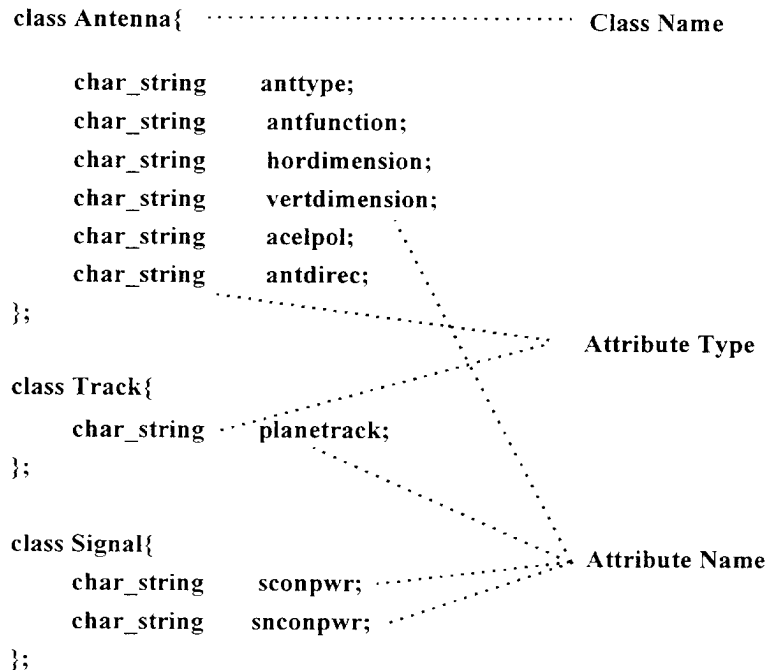 class Antenna{ Class Name
char_string anttype;
char_string antfunction;
char_string hordimension;
char_string vertdimension;
char_string acelpol;
char_string antdirec;
};
Attribute Type
class Track{
char_string planetrack;
};
class Signal{
Attribute Name
char_string sconpwr;
char_string snconpwr;
};